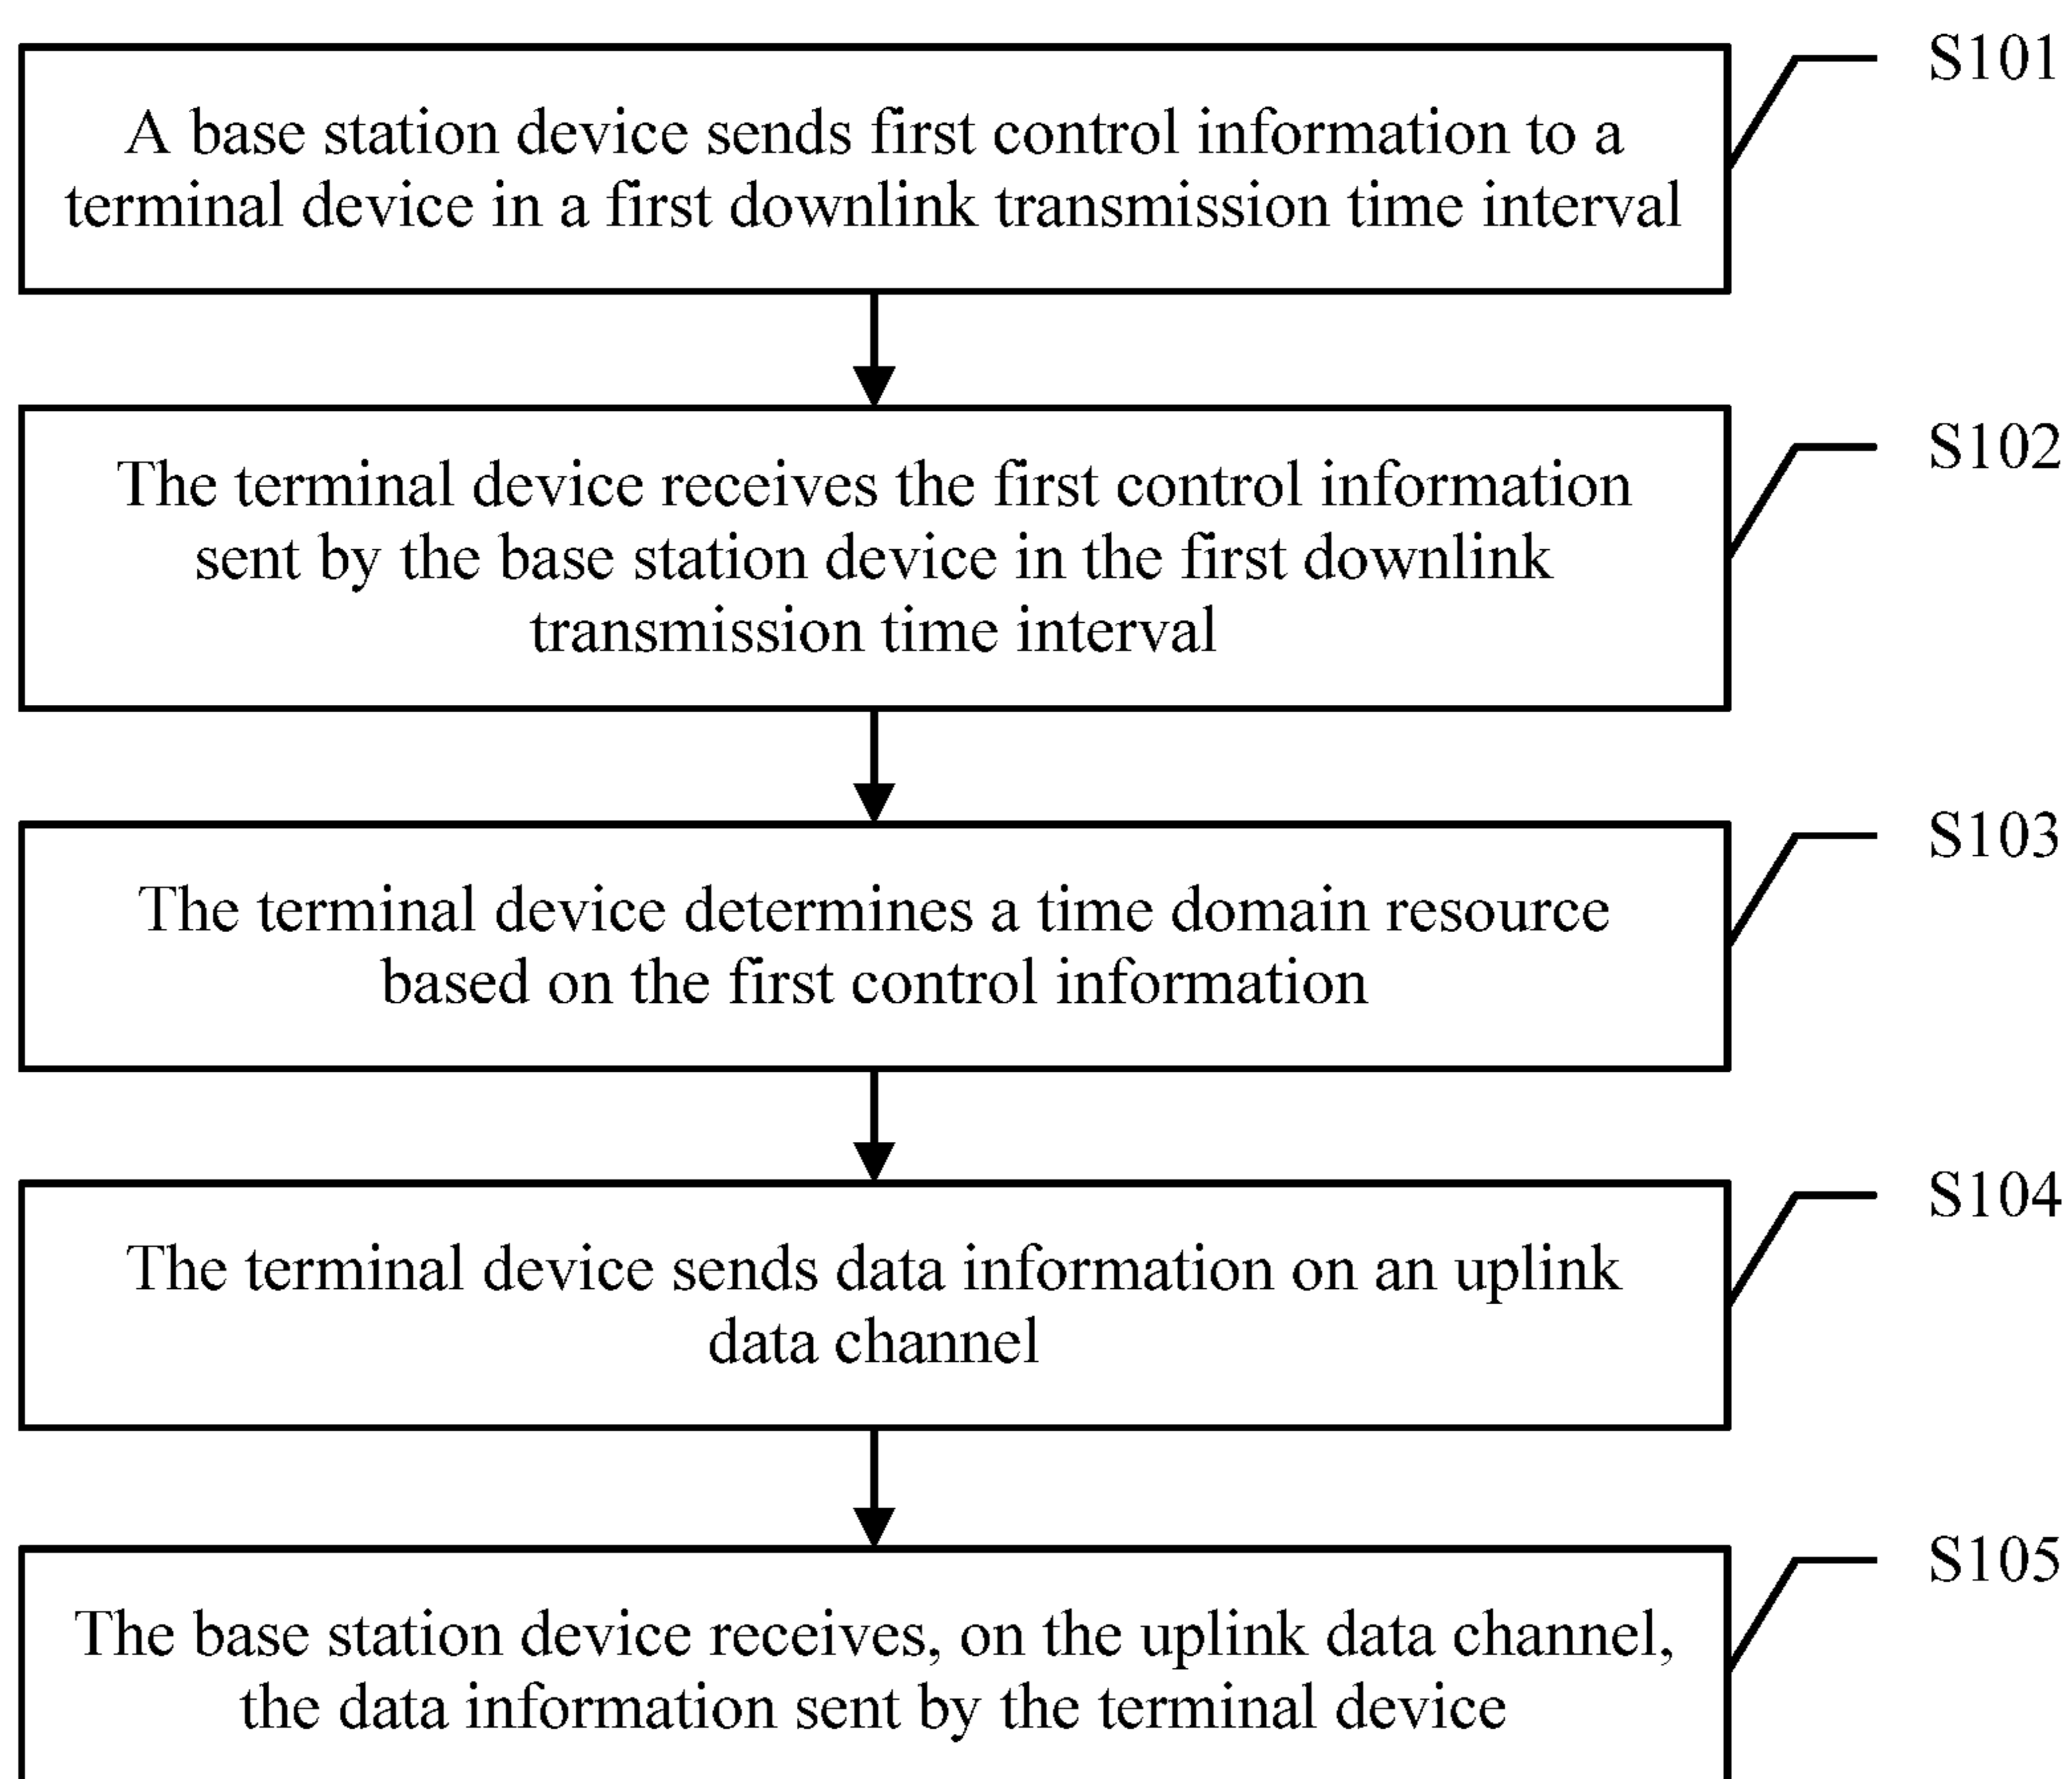 S101
A base station device sends first control information to a
terminal device in a first downlink transmission time interval
S102
The terminal device receives the first control information
sent by the base station device in the first downlink
transmission time interval
S103
The terminal device determines a time domain resource
based on the first control information
S104
The terminal device sends data information on an uplink
data channel
S105
The base station device receives, on the uplink data channel,
the data information sent by the terminal device